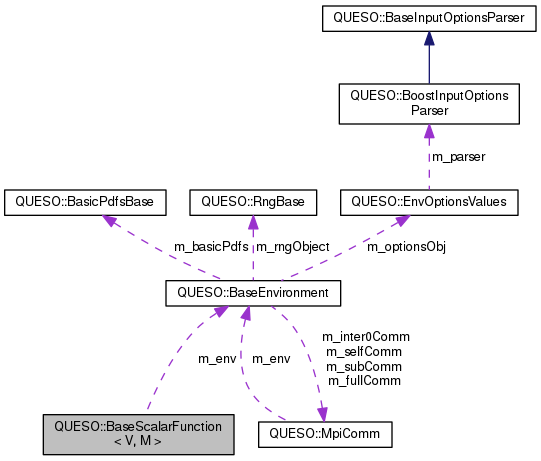 QUESO::BaseInputOptionsParser
QUESO::BoostInputOptions
Parser
m_parser
QUESO::BasicPdfsBase
QUESO::RngBase
QUESO::EnvOptionsValues
m_basicPdfs
m_rngObject
m_optionsObj
QUESO::BaseEnvironment
m_env
m_env
m_inter0Comm
m_selfComm
m_subComm
m_fullComm
QUESO::BaseScalarFunction
< V, M >
QUESO::MpiComm